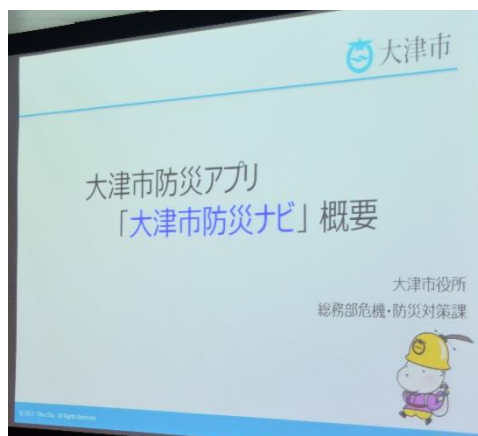 大津市
大津市防災アプリ
「大津市防災ナビ」概要
大津市役所
総務部危機・防災対策課